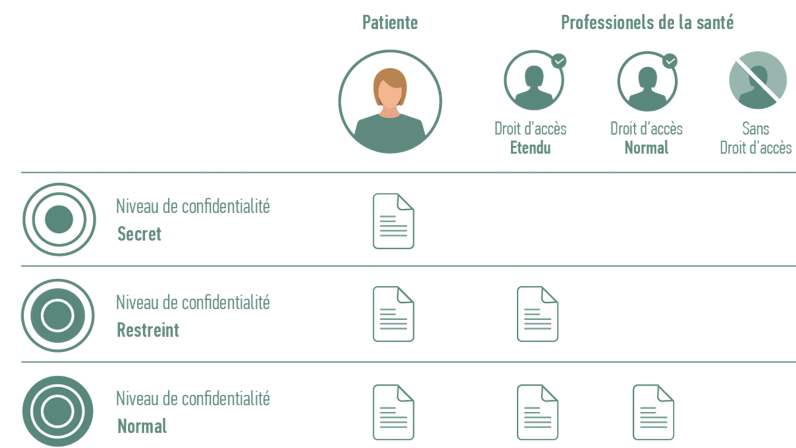 Patiente
Professionels de la santé
Droit d'accès
Etendu
Droit d'accès
Normal
Sans
Droit d'accès
Niveau de confidentialité
Secret
Niveau de confidentialité
Restreint
Niveau de confidentialité
Normal